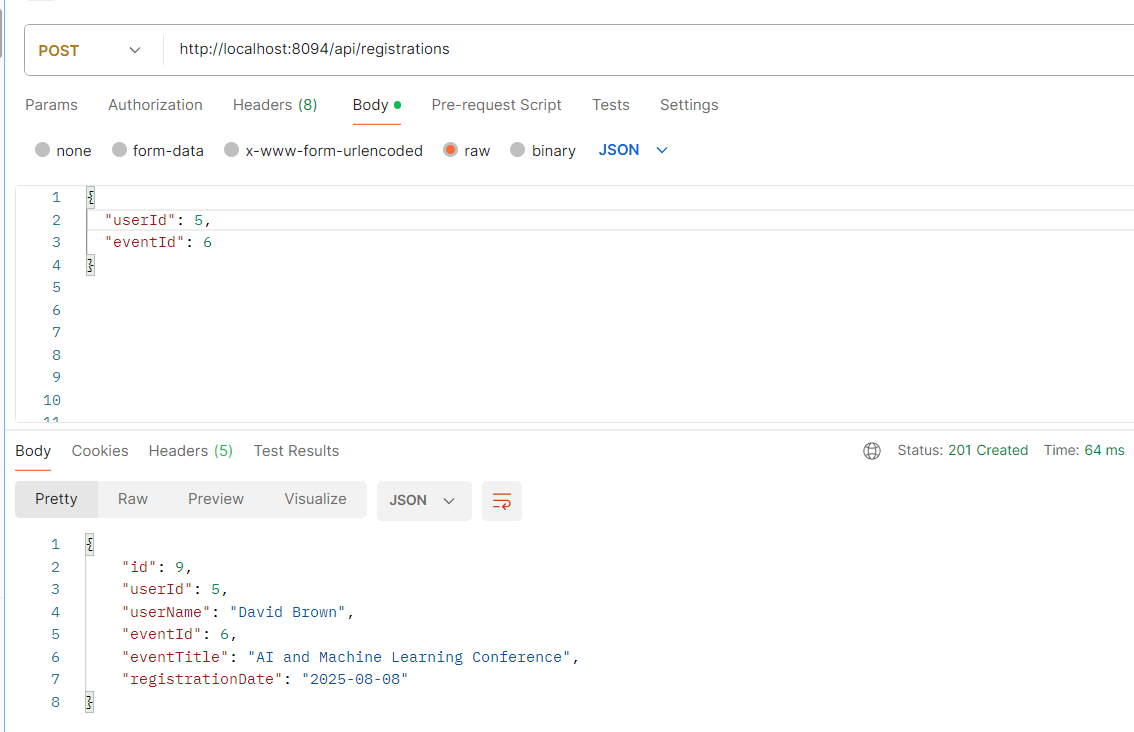 POST http://localhost:8094/api/registrations
Params Authorization Headers (8) Body Pre-request Script Tests Settings
none form-data x-www-form-urlencoded raw binary JSON
1 {
2 "userId": 5,
3 "eventId": 6
4 }
5
6
7
8
9
10
11
Body Cookies Headers (5) Test Results Status: 201 Created Time: 64 ms
Pretty Raw Preview Visualize JSON
1 {
2 "id": 9,
3 "userId": 5,
4 "userName": "David Brown",
5 "eventId": 6,
6 "eventTitle": "AI and Machine Learning Conference",
7 "registrationDate": "2025-08-08"
8 }